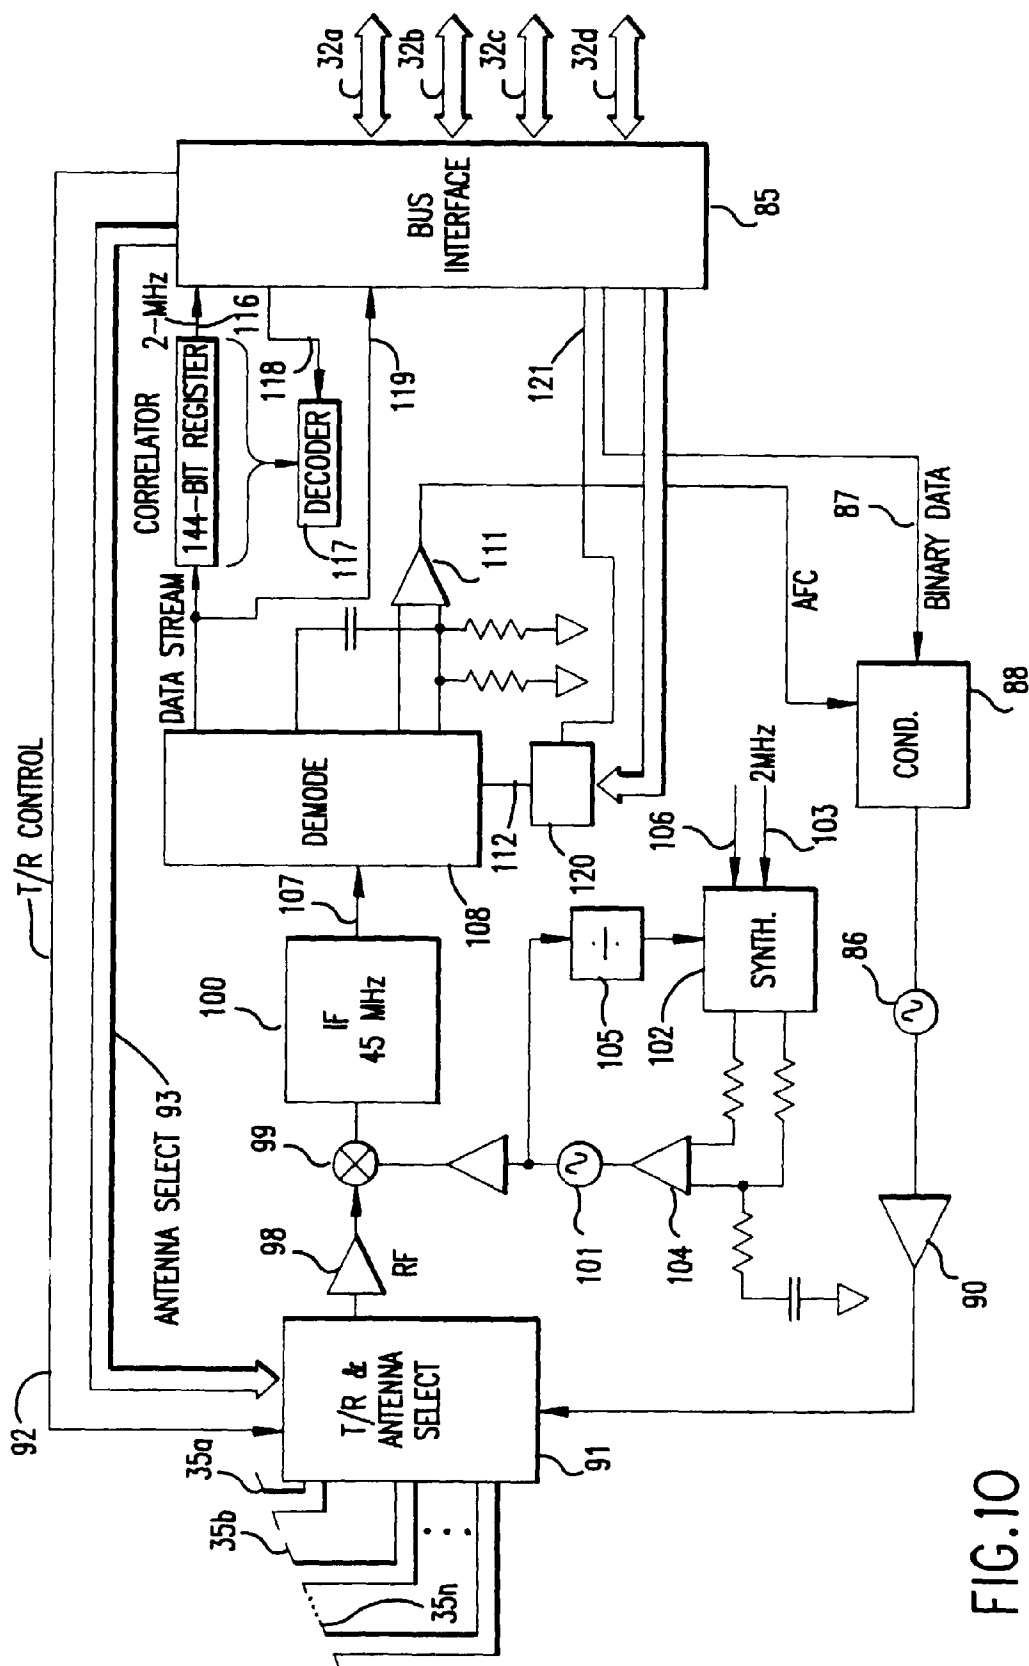 T/R CONTROL
92
ANTENNA SELECT 93
35a
35b
35n
T/R &
ANTENNA
SELECT
91
98
RF
99
100
IF
45 MHz
107
DEMODE
108
DATA STREAM
CORRELATOR
144-BIT REGISTER
2-MHz
116
118
DECODER
117
119
111
112
120
121
BUS
INTERFACE
85
32a
32b
32c
32d
101
104
105
÷
102
SYNTH.
106
2MHz
103
AFC
87
BINARY DATA
COND.
88
86
90
FIG.10